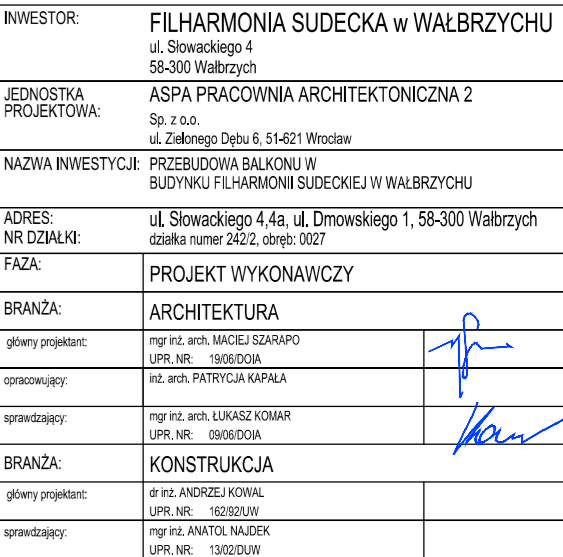 INWESTOR: FILHARMONIA SUDECKA w WAŁBRZYCHU
ul. Słowackiego 4
58-300 Wałbrzych
JEDNOSTKA PROJEKTOWA: ASPA PRACOWNIA ARCHITEKTONICZNA 2
Sp. z o.o.
ul. Zielonego Dębu 6, 51-621 Wrocław
NAZWA INWESTYCJI: PRZEBUDOWA BALKONU W
BUDYNKU FILHARMONII SUDECKIEJ W WAŁBRZYCHU
ADRES: ul. Słowackiego 4,4a, ul. Dmowskiego 1, 58-300 Wałbrzych
NR DZIAŁKI: działka numer 242/2, obręb: 0027
FAZA: PROJEKT WYKONAWCZY
BRANŻA: ARCHITEKTURA
główny projektant: mgr inż. arch. MACIEJ SZARAPO
UPR. NR: 19/06/DOIA
opracowujący: inż. arch. PATRYCJA KAPAŁA
sprawdzający: mgr inż. arch. ŁUKASZ KOMAR
UPR. NR: 09/06/DOIA
BRANŻA: KONSTRUKCJA
główny projektant: dr inż. ANDRZEJ KOWAL
UPR. NR: 162/92/UW
sprawdzający: mgr inż. ANATOL NAJDEK
UPR. NR: 13/02/DUW